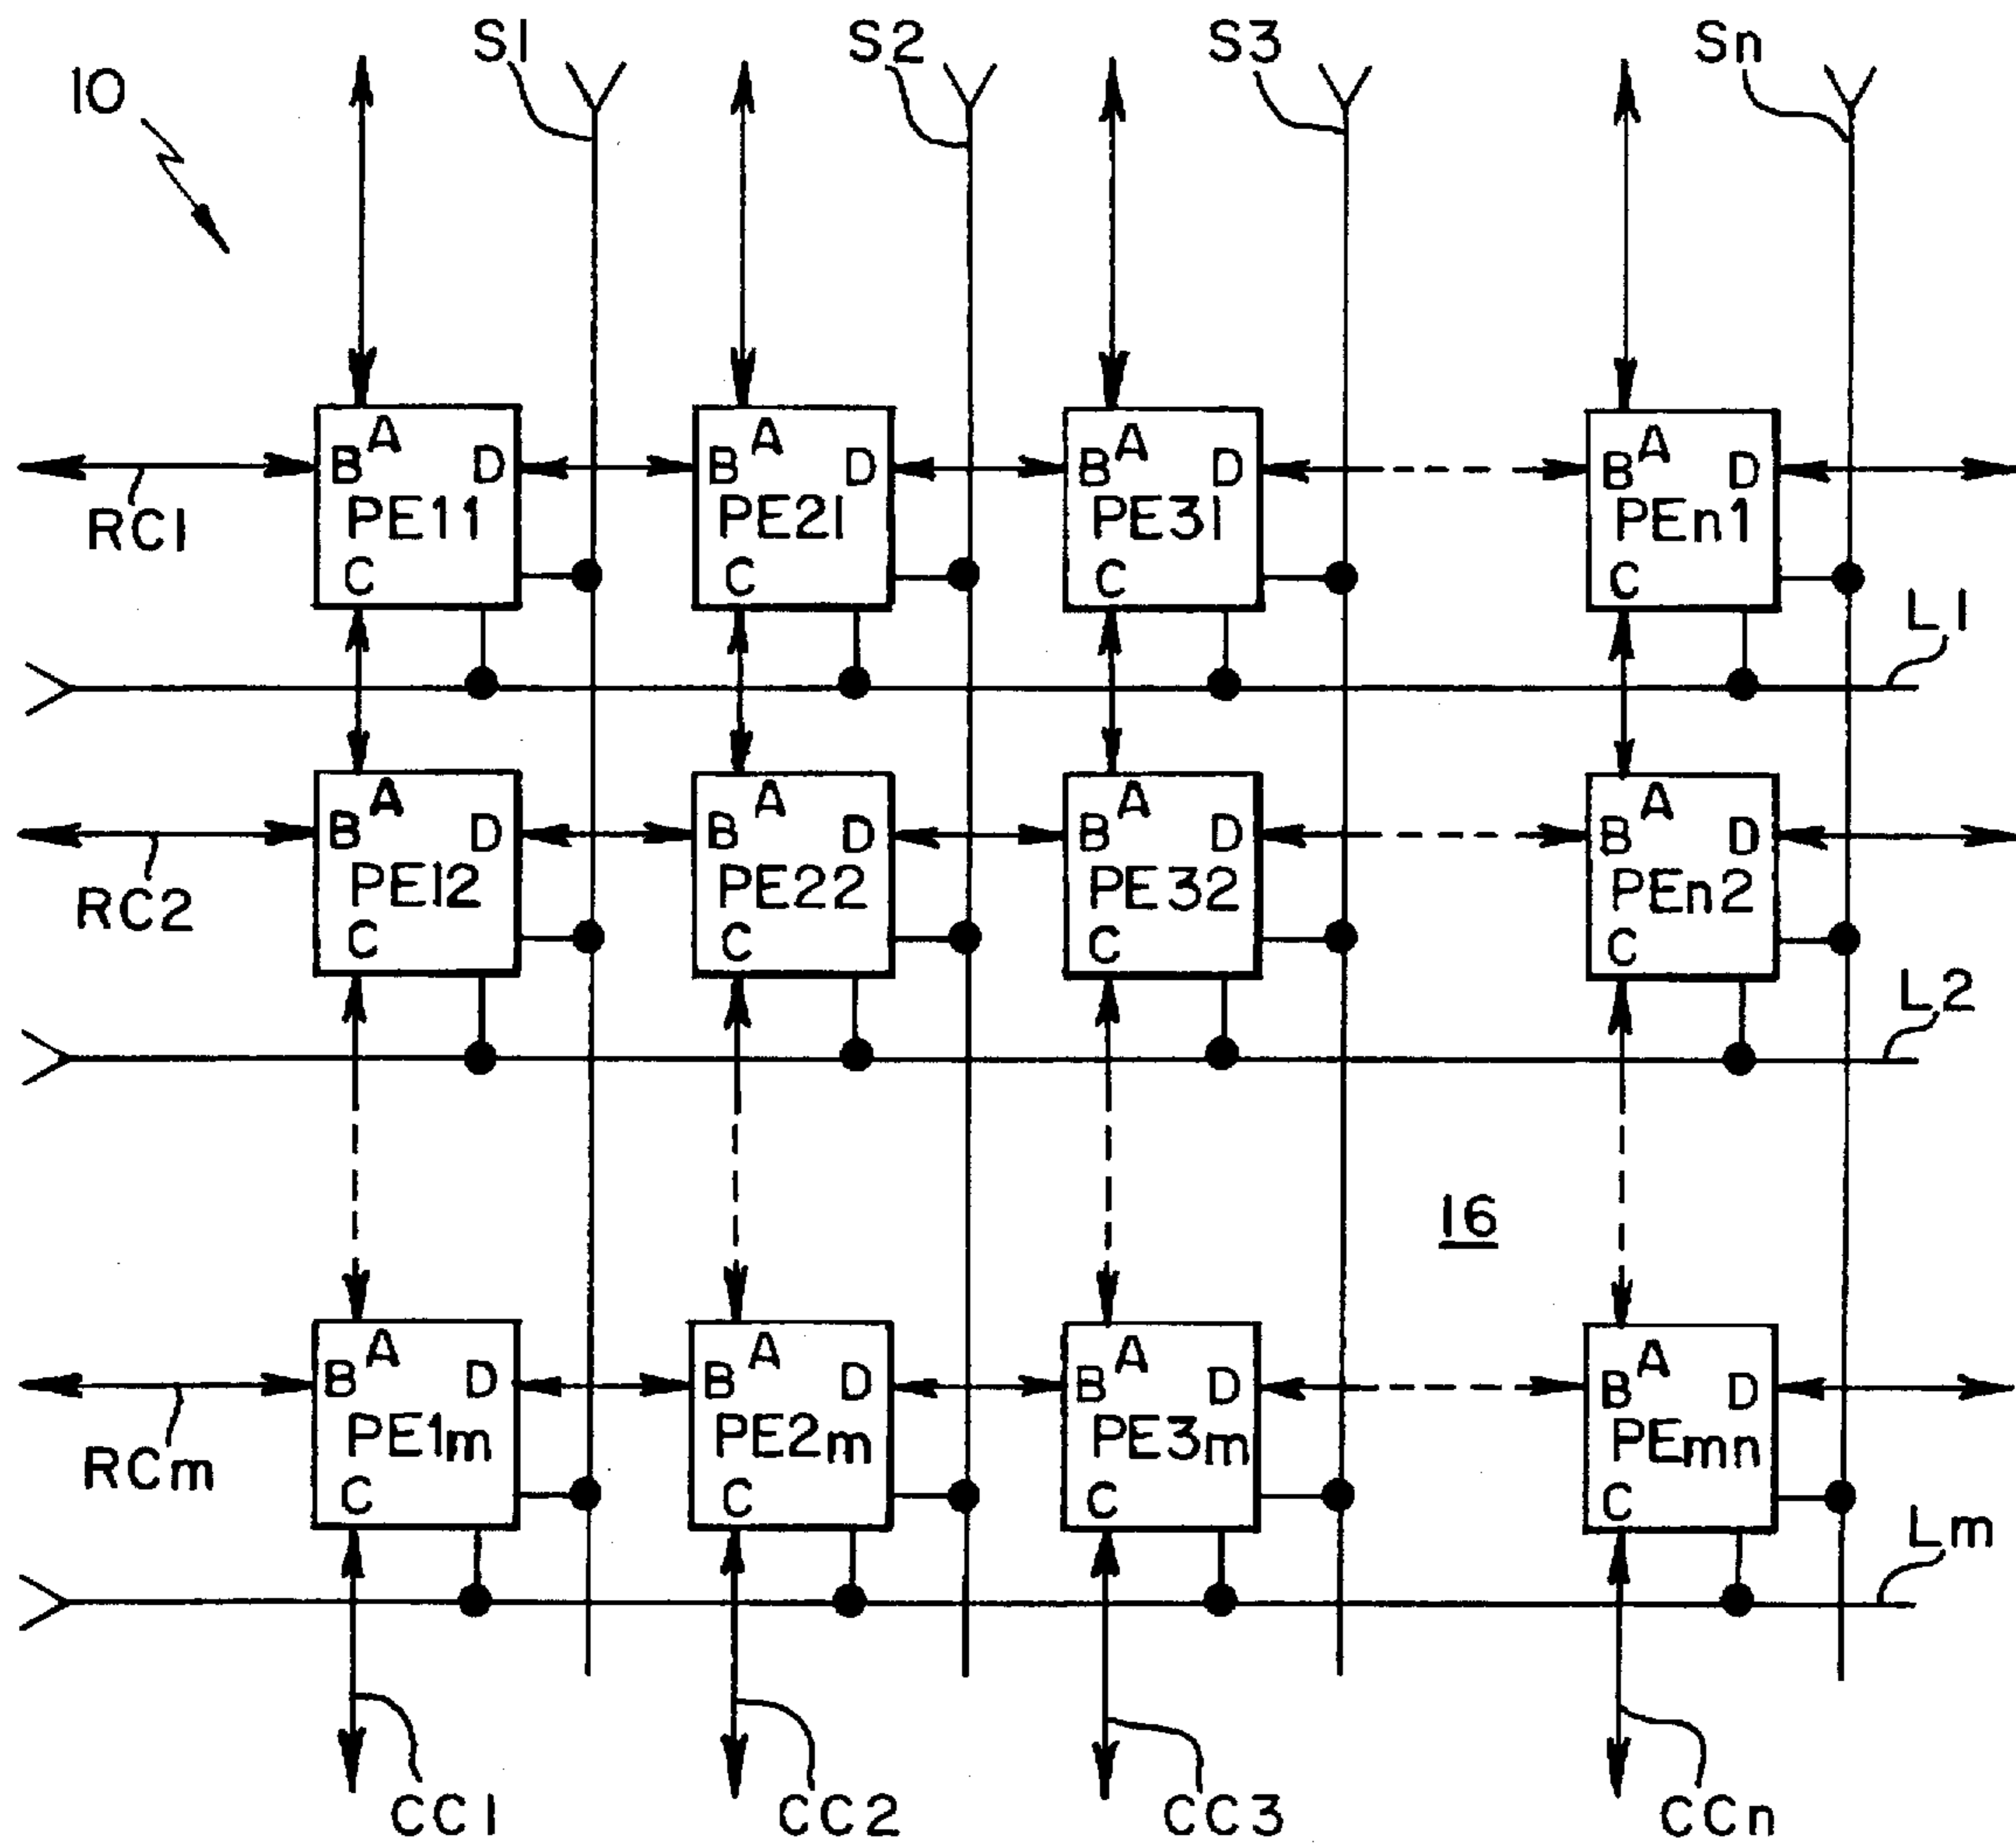 S1 S2 S3 Sn
10
A A A A
B D B D B D B D
RC1 PE11 PE21 PE31 PEn1
C C C C
L1
A A A A
B D B D B D B D
RC2 PE12 PE22 PE32 PEn2
C C C C
L2
16
A A A A
B D B D B D B D
RCm PE1m PE2m PE3m PEmn
C C C C
Lm
CC1 CC2 CC3 CCn